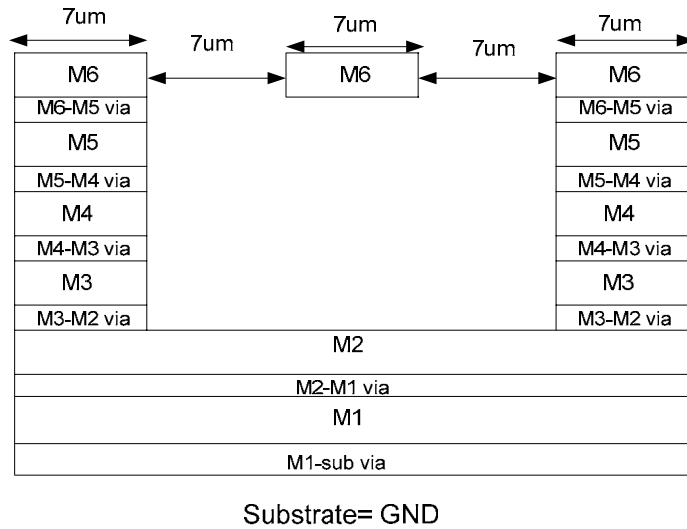 7um 7um 7um
7um 7um
M6 M6 M6
M6-M5 via M6-M5 via
M5 M5
M5-M4 via M5-M4 via
M4 M4
M4-M3 via M4-M3 via
M3 M3
M3-M2 via M3-M2 via
M2
M2-M1 via
M1
M1-sub via
Substrate= GND